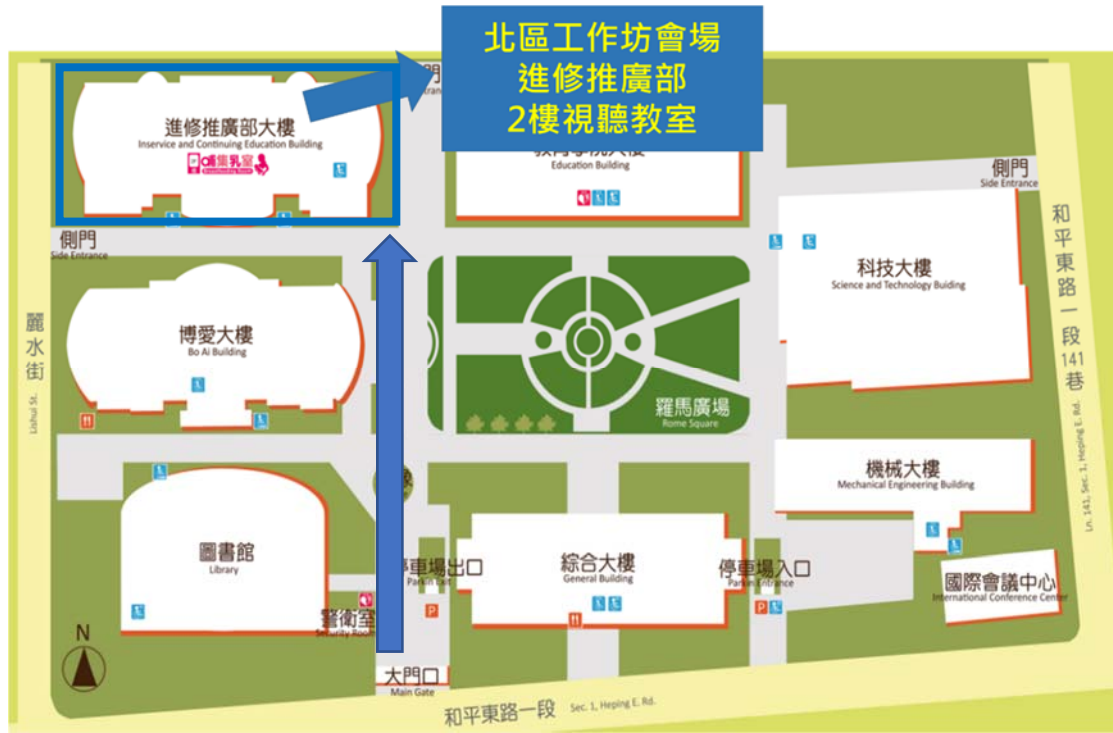 北區工作坊會場
進修推廣部
2樓視聽教室
門
進修推廣部大樓
Inservice and Continuing Education Building
哺集乳室
Breastfeeding Room
Education Building
側門
Side Entrance
側門
Side Entrance
科技大樓
Science and Technology Buiding
博愛大樓
Bo Ai Building
麗水街
Lishui St.
和平東路一段141巷
Ln. 141, Sec. 1, Heping E. Rd.
羅馬廣場
Rome Square
機械大樓
Mechanical Engineering Building
圖書館
Library
停車場出口
Parkin Exit
綜合大樓
General Building
停車場入口
Parkin Entrance
國際會議中心
International Conference Center
警衛室
Security Room
P
P
N
大門口
Main Gate
和平東路一段 Sec. 1, Heping E. Rd.